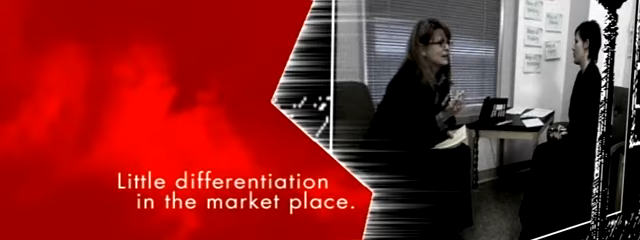 Little differentiation
in the market place.